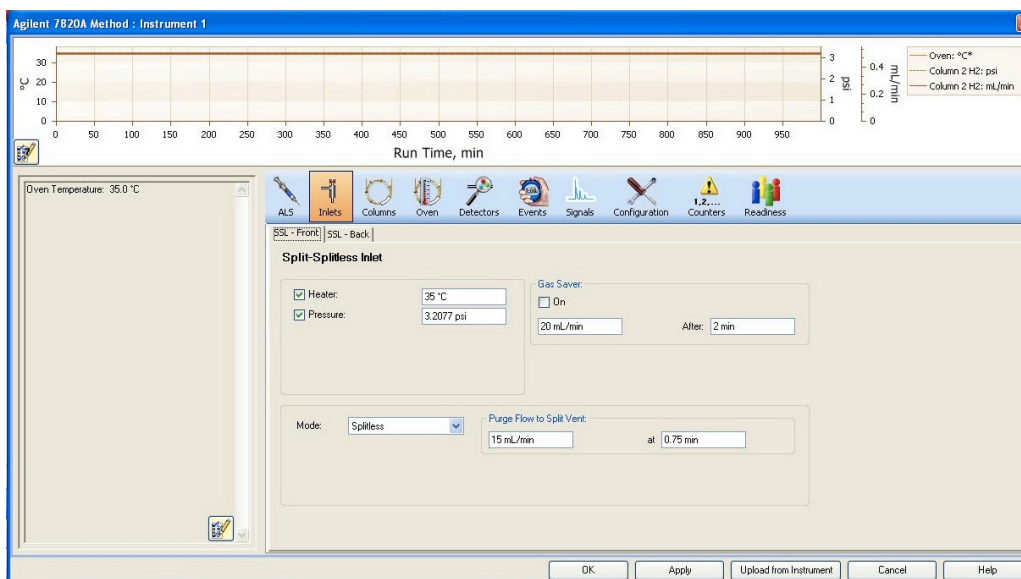 Agilent 7820A Method : Instrument 1
30
20
10
0
°C
0 50 100 150 200 250 300 350 400 450 500 550 600 650 700 750 800 850 900 950
Run Time, min
3
2
1
0
psi
0.4
0.2
0
mL/min
Oven: °C*
Column 2 H2: psi
Column 2 H2: mL/min
Oven Temperature: 35.0 °C
ALS Inlets Columns Oven Detectors Events Signals Configuration 1,2,... Counters Readiness
SSL - Front SSL - Back
Split-Splitless Inlet
Heater: 35 °C
Pressure: 3.2077 psi
Gas Saver:
On
20 mL/min After: 2 min
Mode: Splitless
Purge Flow to Split Vent:
15 mL/min at 0.75 min
OK Apply Upload from Instrument Cancel Help